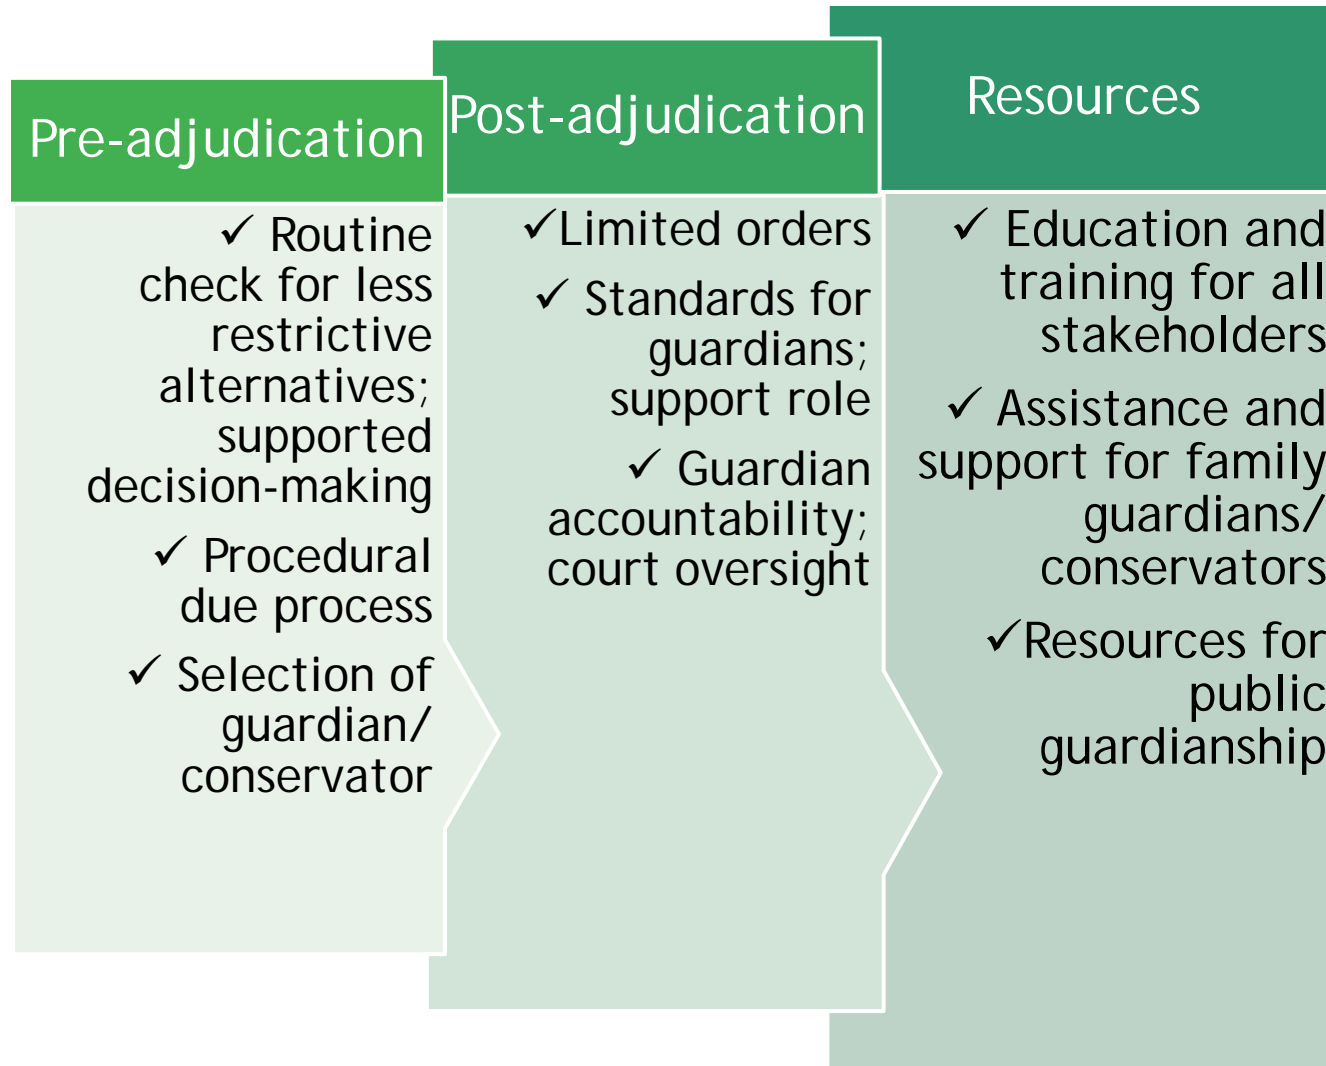 Pre-adjudication
✓ Routine
check for less
restrictive
alternatives;
supported
decision-making
✓ Procedural
due process
✓ Selection of
guardian/
conservator
Post-adjudication
✓Limited orders
✓ Standards for
guardians;
support role
✓ Guardian
accountability;
court oversight
Resources
✓ Education and
training for all
stakeholders
✓ Assistance and
support for family
guardians/
conservators
✓Resources for
public
guardianship